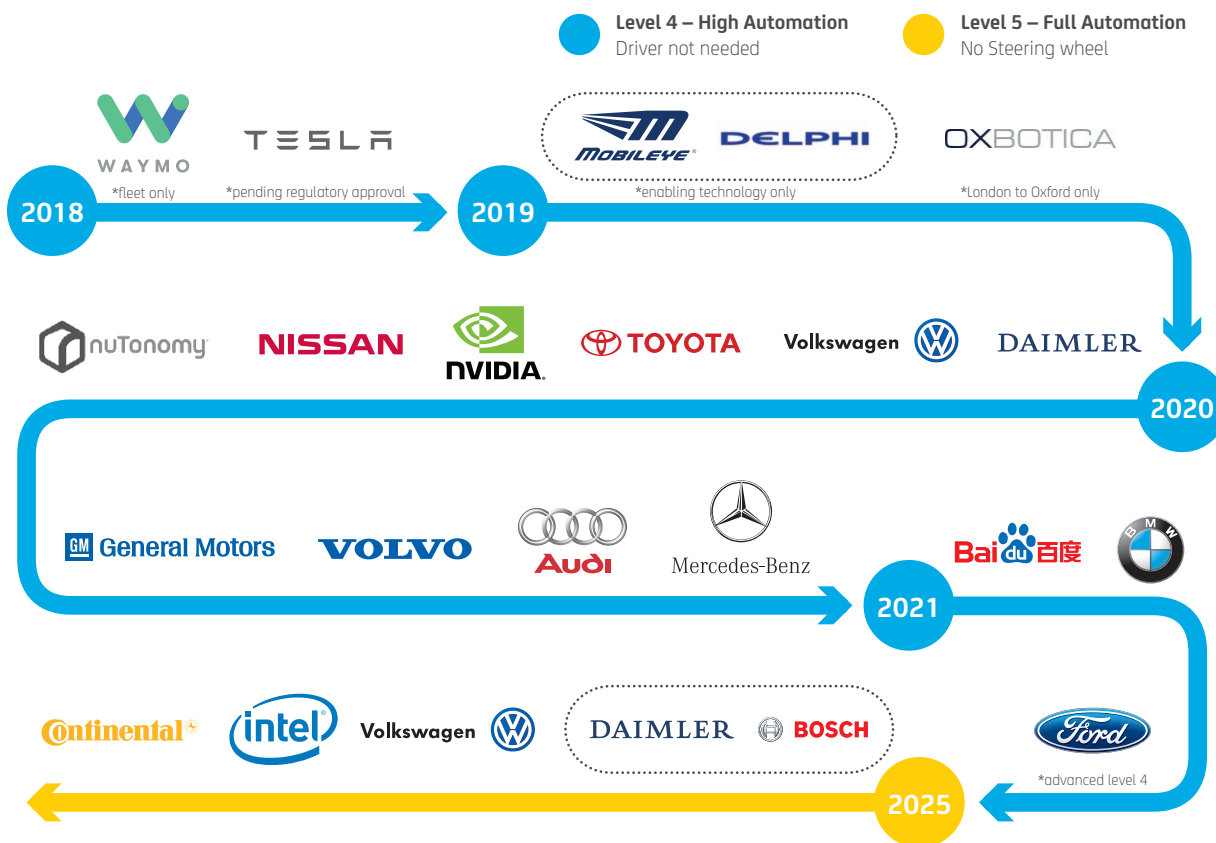 Level 4 – High Automation
Driver not needed
Level 5 – Full Automation
No Steering wheel
WAYMO
*fleet only
TESLA
*pending regulatory approval
MOBILEYE®
DELPHI
*enabling technology only
OXBOTICA
*London to Oxford only
2018
2019
nuTonomy
NISSAN
NVIDIA.
TOYOTA
Volkswagen
DAIMLER
2020
GM General Motors
VOLVO
Audi
Mercedes-Benz
2021
Bai du 百度
BMW
Continental
intel®
Volkswagen
DAIMLER
BOSCH
Ford
*advanced level 4
2025